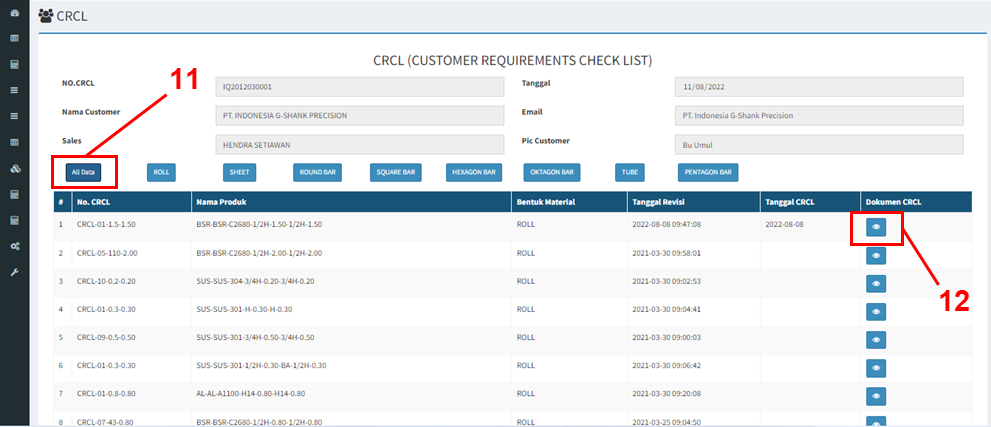 CRCL
CRCL (CUSTOMER REQUIREMENTS CHECK LIST)
11
NO.CRCL IQ2012030001 Tanggal 11/08/2022
Nama Customer PT. INDONESIA G-SHANK PRECISION Email PT. Indonesia G-Shank Precision
Sales HENDRA SETIAWAN Pic Customer Bu Umul
All Data ROLL SHEET ROUND BAR SQUARE BAR HEXAGON BAR OKTAGON BAR TUBE PENTAGON BAR
# No. CRCL Nama Produk Bentuk Material Tanggal Revisi Tanggal CRCL Dokumen CRCL
1 CRCL-01-1.5-1.50 BSR-BSR-C2680-1/2H-1.50-1/2H-1.50 ROLL 2022-08-08 09:47:08 2022-08-08
2 CRCL-05-110-2.00 BSR-BSR-C2680-1/2H-2.00-1/2H-2.00 ROLL 2021-03-30 09:58:01
3 CRCL-10-0.2-0.20 SUS-SUS-304-3/4H-0.20-3/4H-0.20 ROLL 2021-03-30 09:02:53
12
4 CRCL-01-0.3-0.30 SUS-SUS-301-H-0.30-H-0.30 ROLL 2021-03-30 09:04:41
5 CRCL-09-0.5-0.50 SUS-SUS-301-3/4H-0.50-3/4H-0.50 ROLL 2021-03-30 09:00:03
6 CRCL-01-0.3-0.30 SUS-SUS-301-1/2H-0.30-BA-1/2H-0.30 ROLL 2021-03-30 09:06:42
7 CRCL-01-0.8-0.80 AL-AL-A1100-H14-0.80-H14-0.80 ROLL 2021-03-30 09:20:08
8 CRCL-07-43-0.80 BSR-BSR-C2680-1/2H-0.80-1/2H-0.80 ROLL 2021-03-25 09:04:50